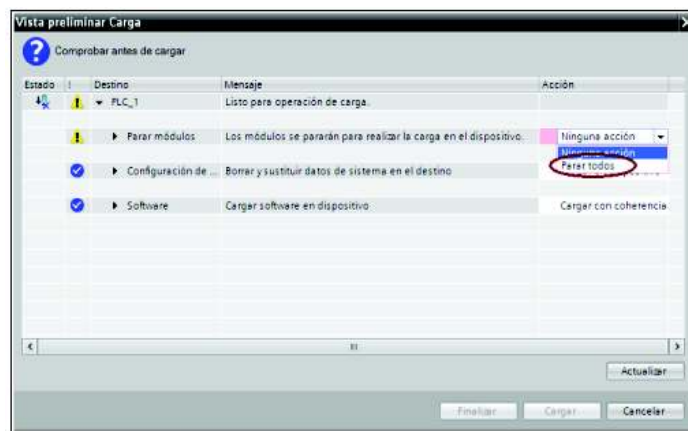 Vista preliminar Carga
Comprobar antes de cargar
Estado ! Destino Mensaje Acción
PLC_1 Listo para operación de carga.
Parar módulos Los módulos se pararán para realizar la carga en el dispositivo. Ninguna acción
Ninguna acción
Parar todos
Configuración de ... Borrar y sustituir datos de sistema en el destino
Software Cargar software en dispositivo Cargar con coherencia
Actualizar
Finalizar Cargar Cancelar